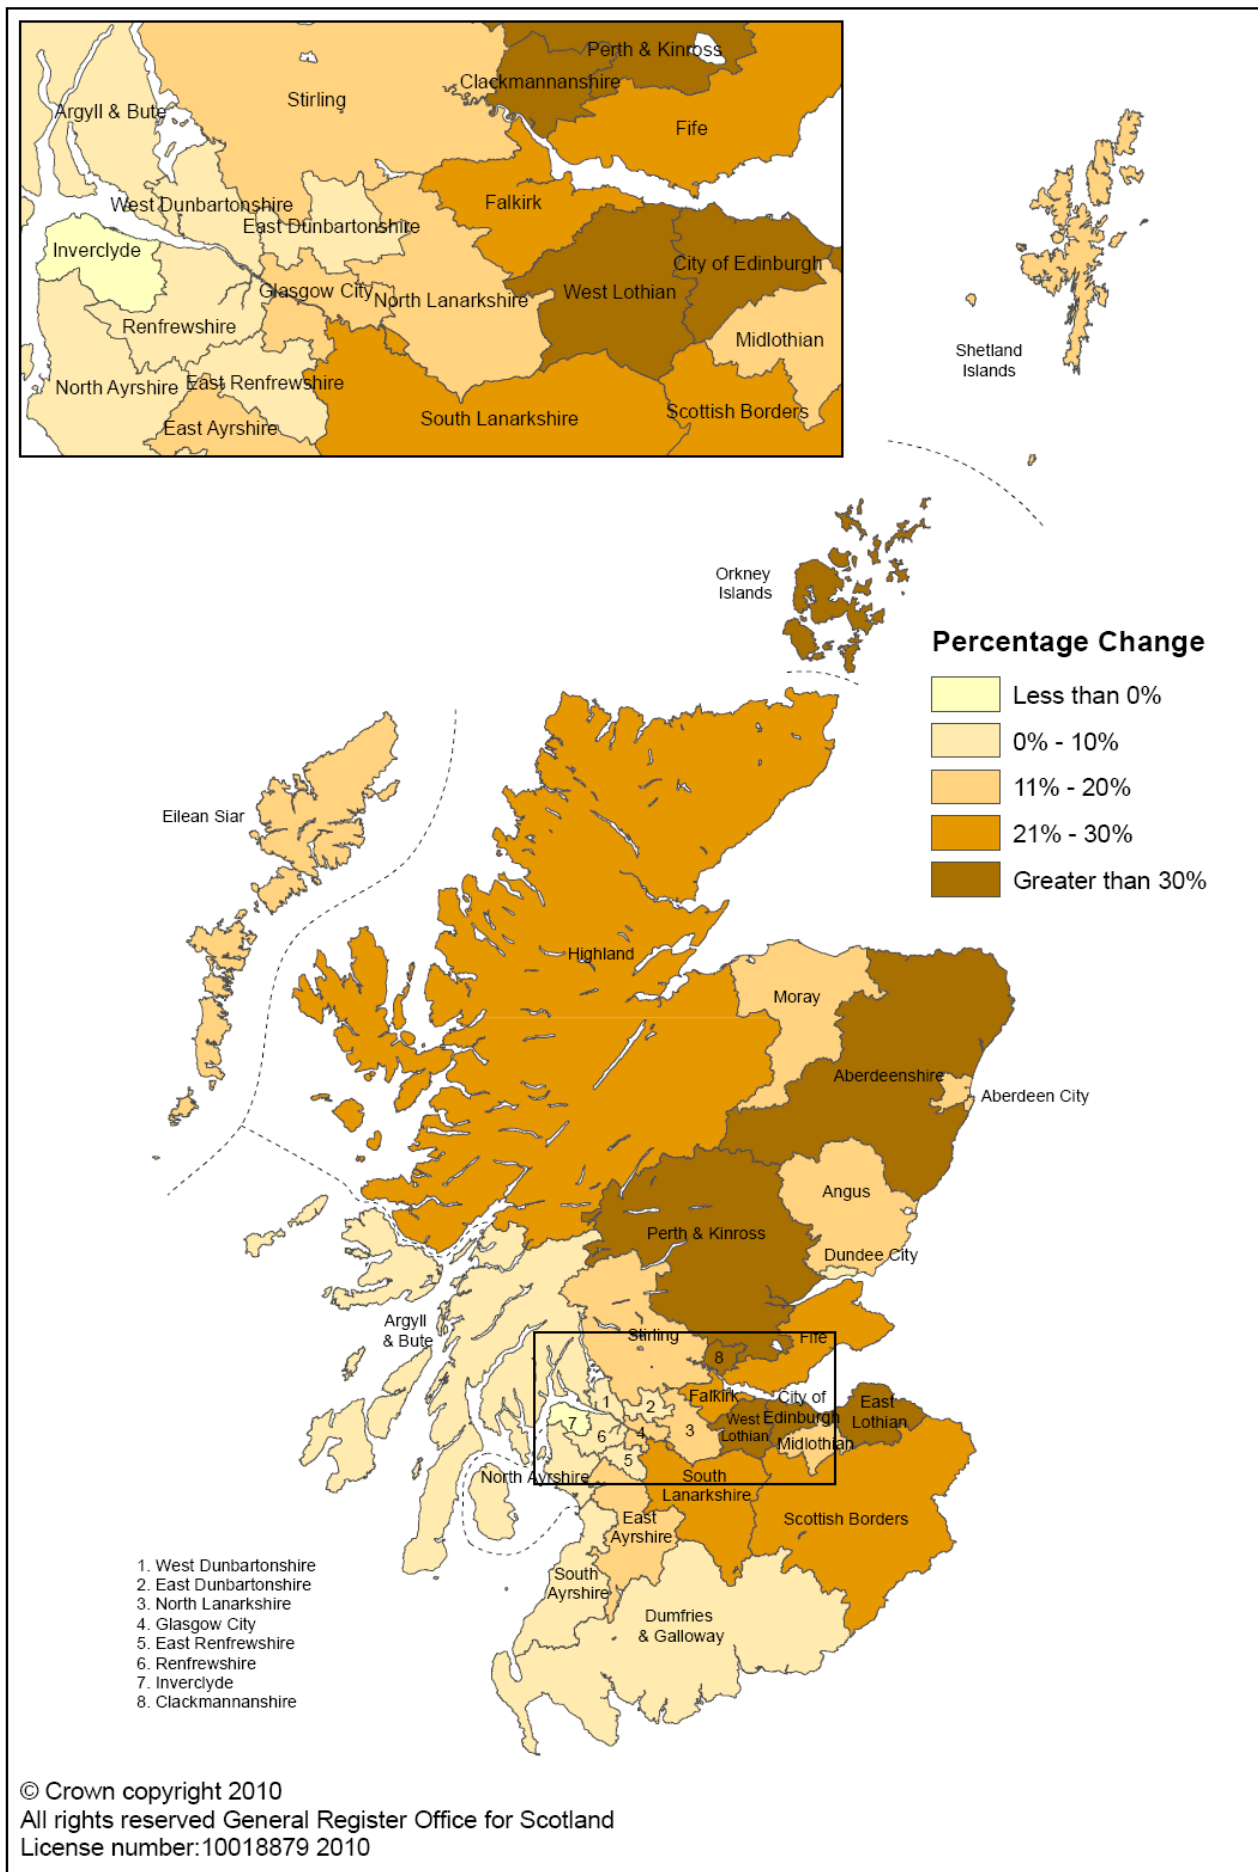 Perth & Kinross
Clackmannanshire
Stirling
Argyll & Bute
Fife
West Dunbartonshire
Falkirk
East Dunbartonshire
Inverclyde
City of Edinburgh
Glasgow City
West Lothian
North Lanarkshire
Renfrewshire
Midlothian
North Ayrshire
East Renfrewshire
Scottish Borders
South Lanarkshire
East Ayrshire
Shetland
Islands
Orkney
Islands
Percentage Change
Less than 0%
0% - 10%
11% - 20%
21% - 30%
Greater than 30%
Eilean Siar
Highland
Moray
Aberdeenshire
Aberdeen City
Angus
Perth & Kinross
Dundee City
Argyll
& Bute
Stirling
Fife
8
Falkirk
City of
Edinburgh
East
Lothian
1
2
7
6
4
3
5
West
Lothian
Midlothian
North Ayrshire
South
Lanarkshire
East
Ayrshire
Scottish Borders
South
Ayrshire
Dumfries
& Galloway
1. West Dunbartonshire
2. East Dunbartonshire
3. North Lanarkshire
4. Glasgow City
5. East Renfrewshire
6. Renfrewshire
7. Inverclyde
8. Clackmannanshire
© Crown copyright 2010
All rights reserved General Register Office for Scotland
License number:10018879 2010